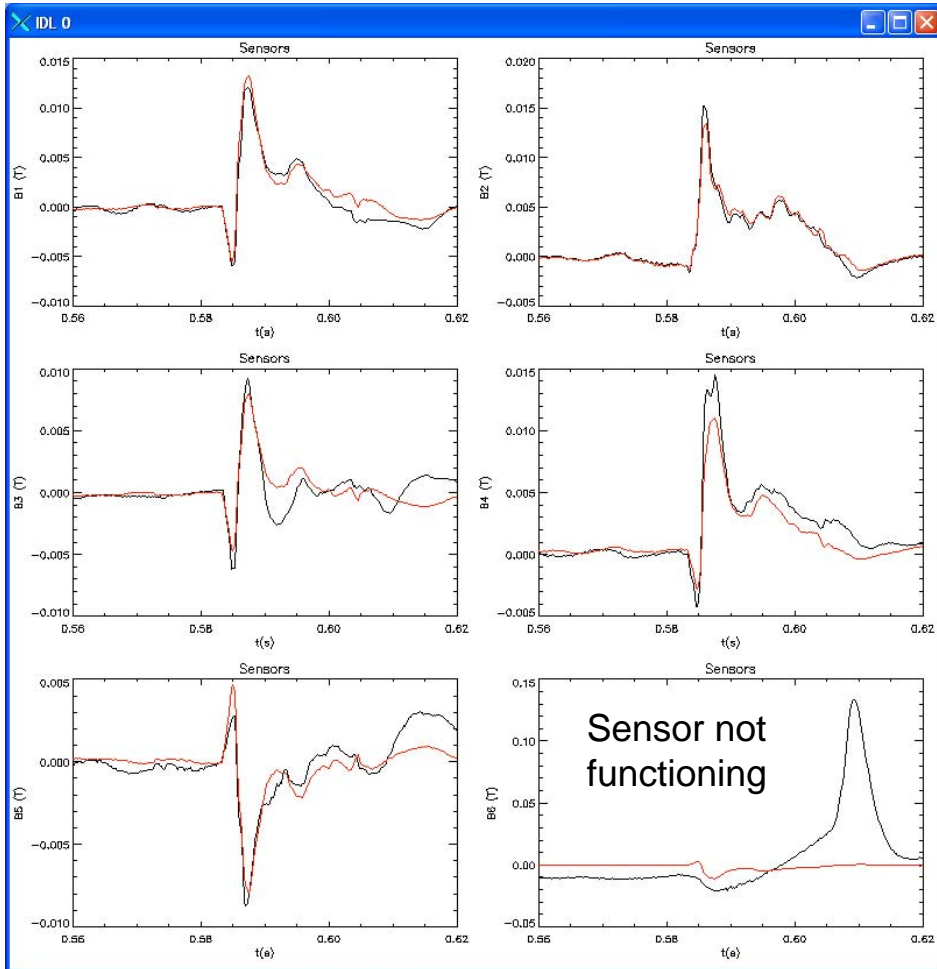 IDL 0
Sensors
B1 (T)
0.015
0.010
0.005
0.000
−0.005
−0.010
0.56
0.58
0.60
0.62
t(s)
Sensors
B2 (T)
0.020
0.015
0.010
0.005
0.000
−0.005
0.56
0.58
0.60
0.62
t(s)
Sensors
B3 (T)
0.010
0.005
0.000
−0.005
−0.010
0.56
0.58
0.60
0.62
t(s)
Sensors
B4 (T)
0.015
0.010
0.005
0.000
−0.005
0.56
0.58
0.60
0.62
t(s)
Sensors
B5 (T)
0.005
0.000
−0.005
−0.010
0.56
0.58
0.60
0.62
t(s)
Sensors
B6 (T)
0.15
0.10
0.05
0.00
−0.05
Sensor not
functioning
0.56
0.58
0.60
0.62
t(s)